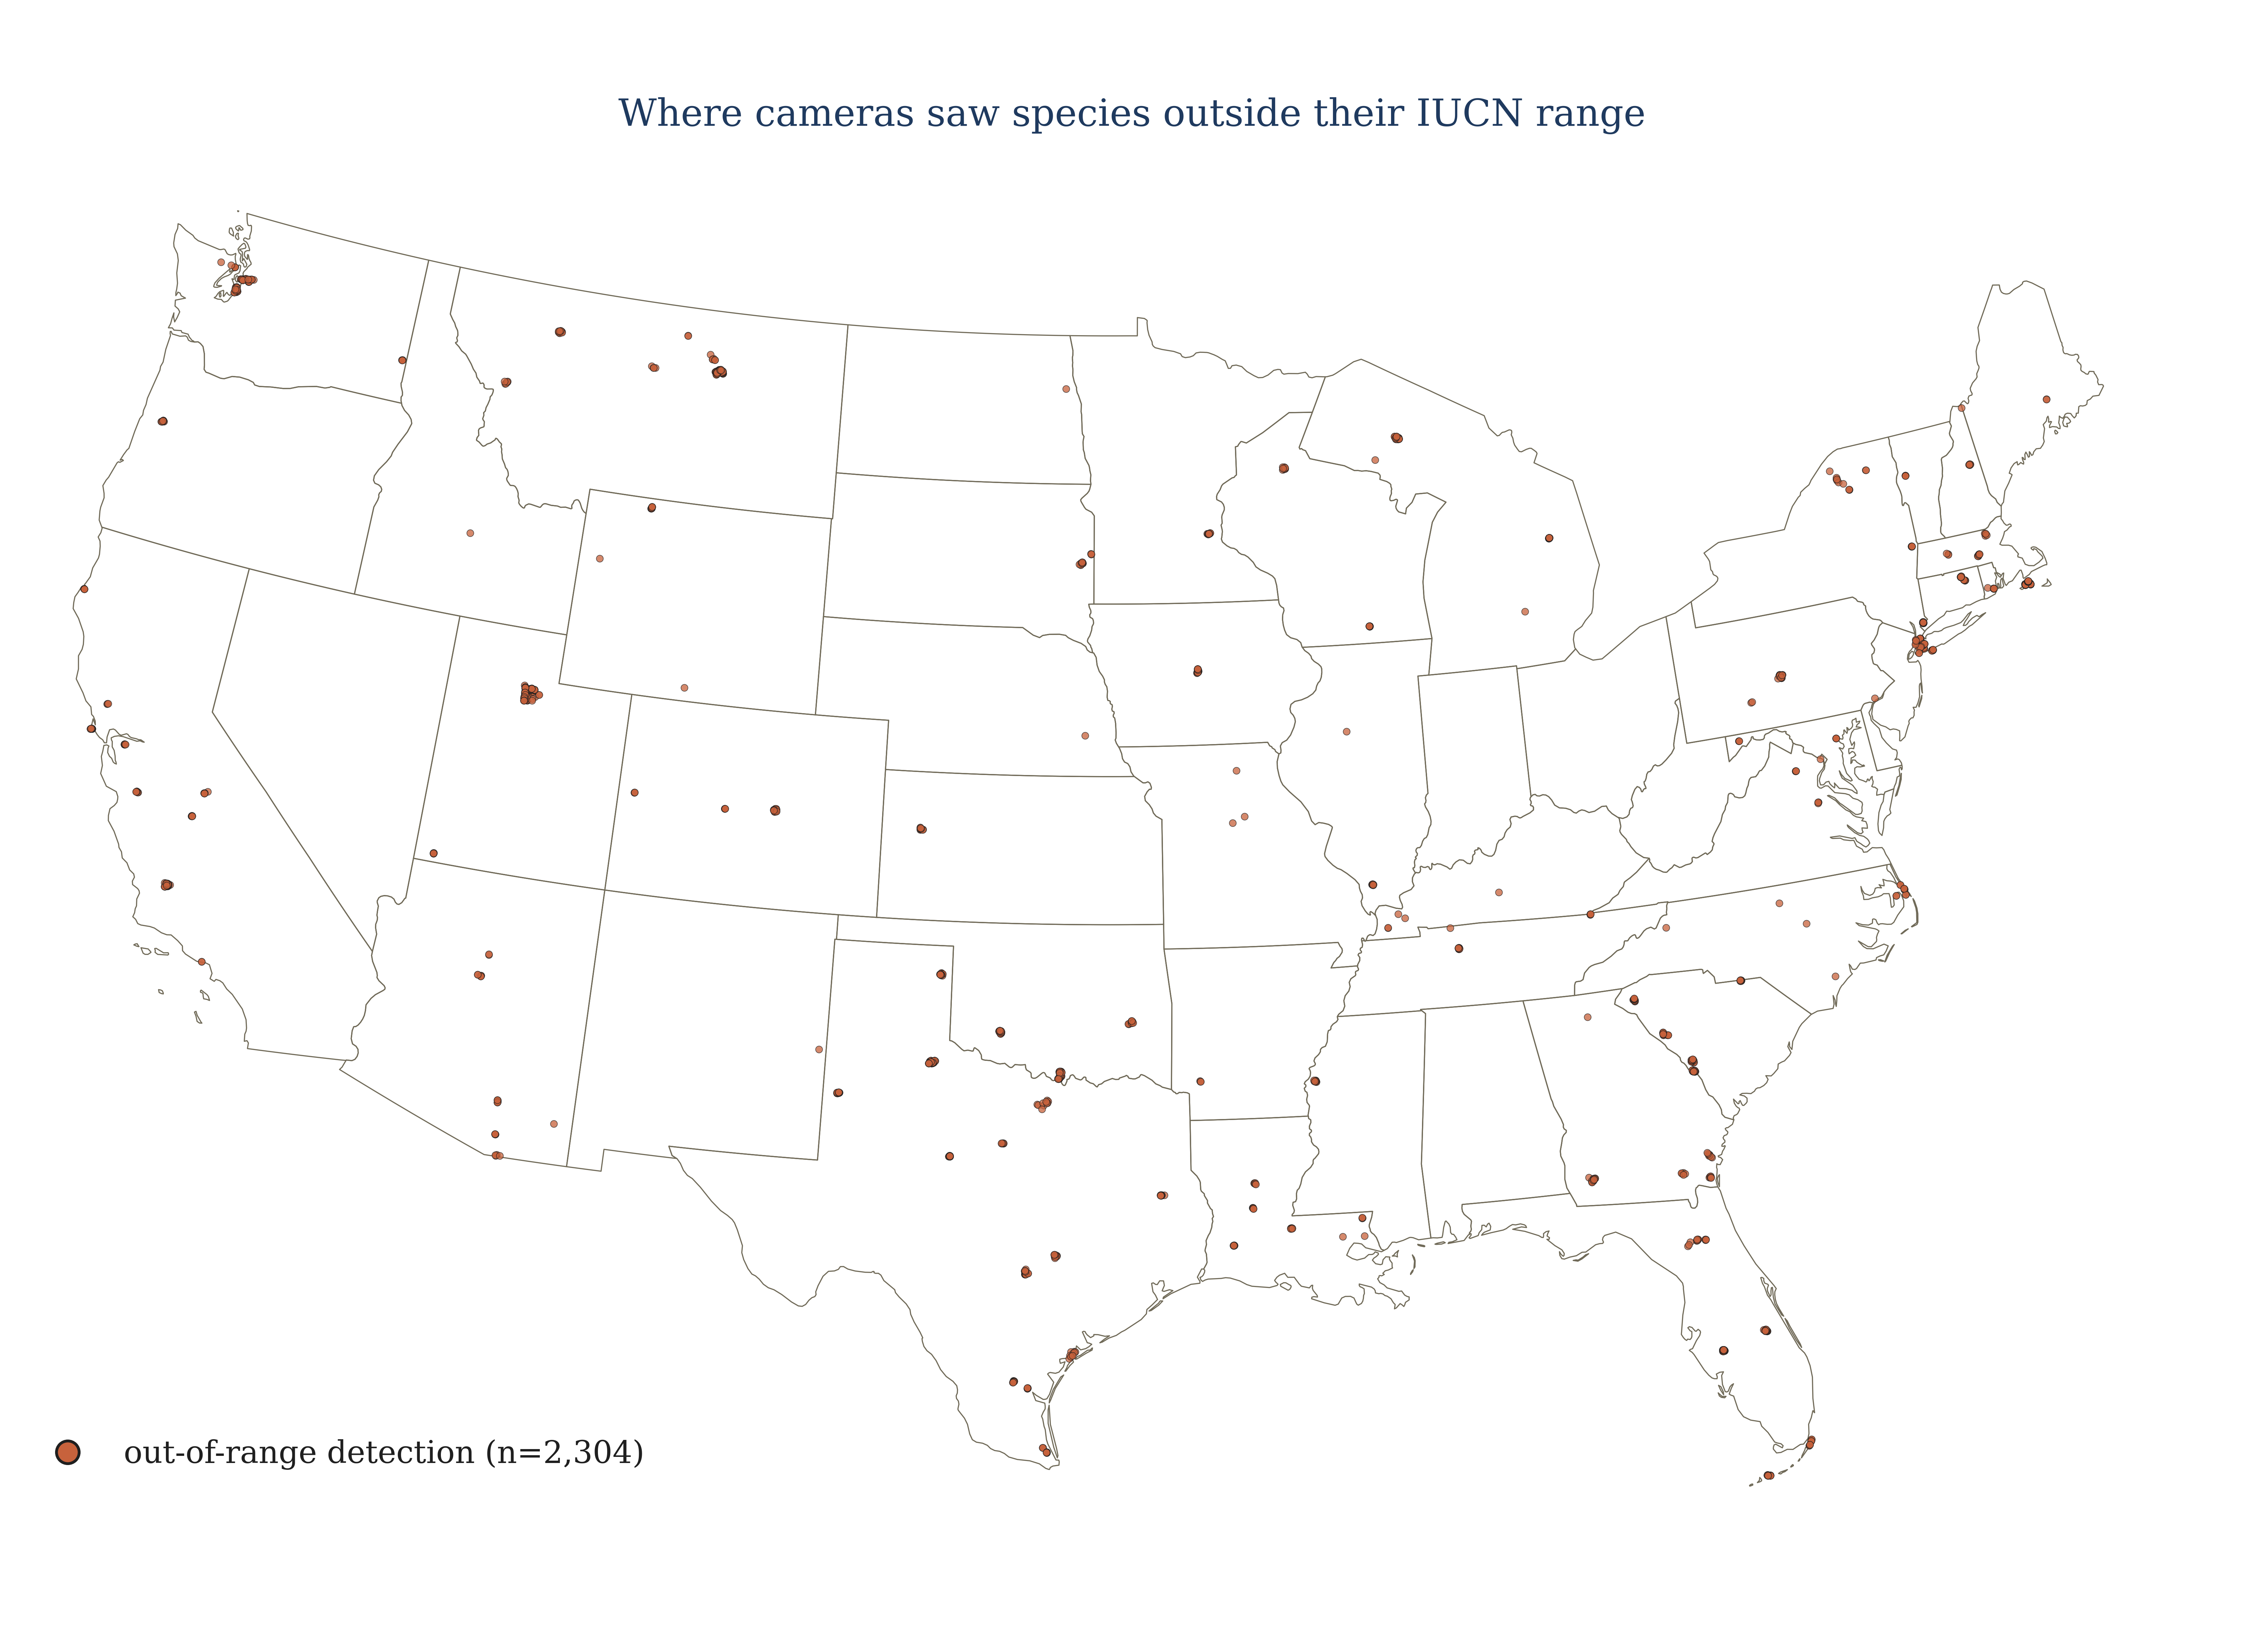 Where cameras saw species outside their IUCN range
out-of-range detection (n=2,304)